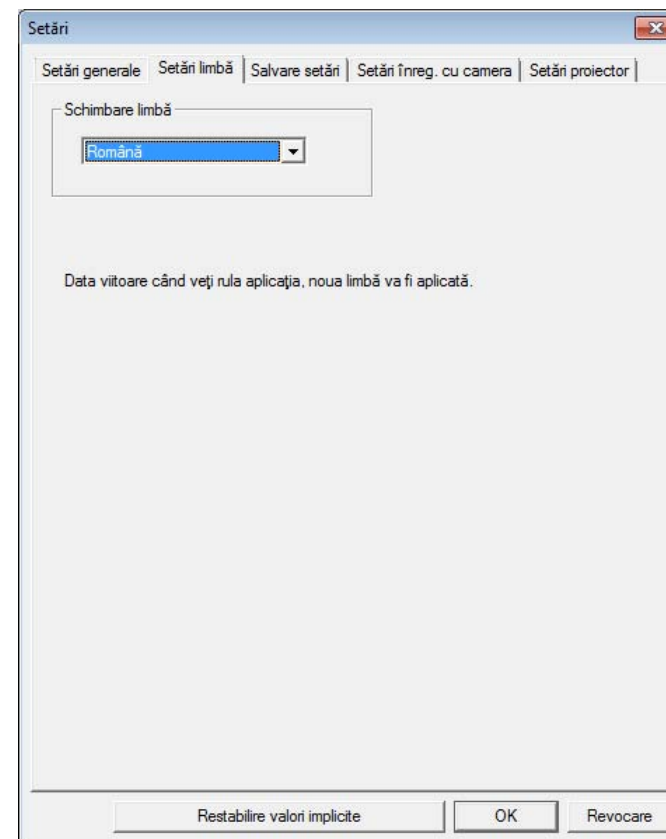 Setări
Setări generale Setări limbă Salvare setări Setări înreg. cu camera Setări proiector
Schimbare limbă
Română
Data viitoare când veţi rula aplicaţia, noua limbă va fi aplicată.
Restabilire valori implicite OK Revocare